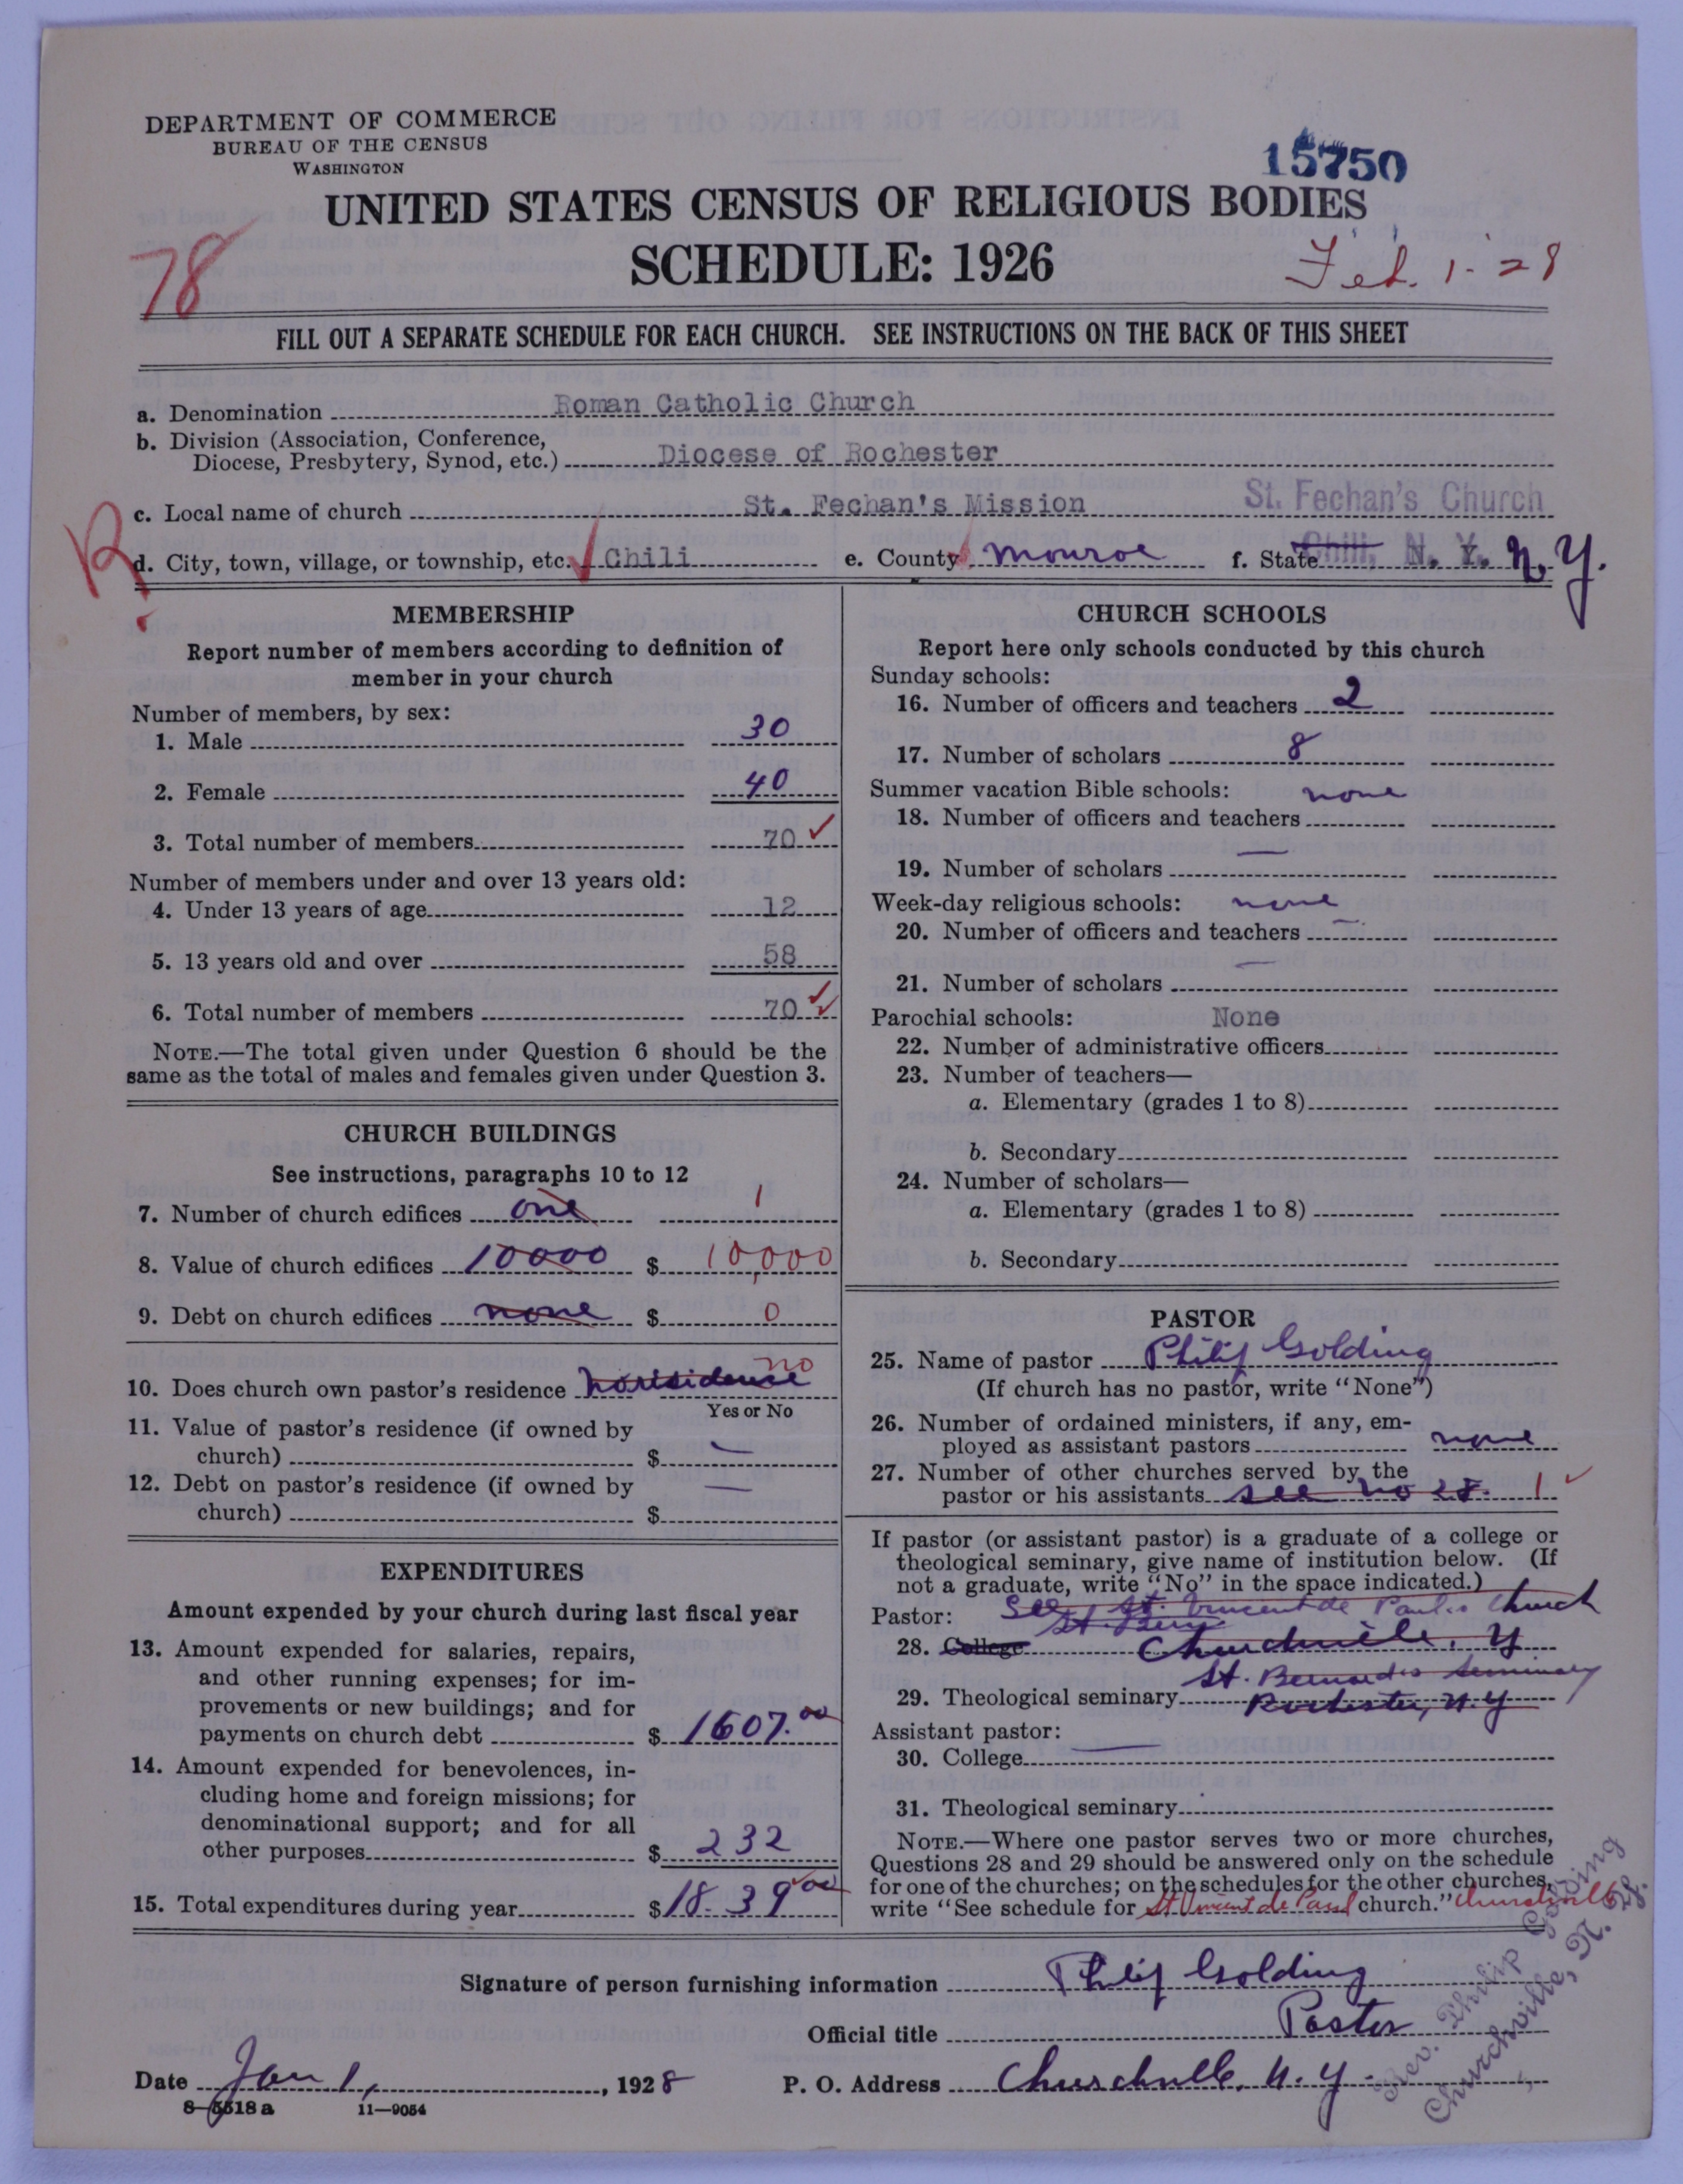 DEPARTMENT OF COMMERCE
BUREAU OF THE CENSUS
WASHINGTON
15750
UNITED STATES CENSUS OF RELIGIOUS BODIES
SCHEDULE: 1926
78
Feb. 1-28
FILL OUT A SEPARATE SCHEDULE FOR EACH CHURCH. SEE INSTRUCTIONS ON THE BACK OF THIS SHEET
a. Denomination Roman Catholic Church
b. Division (Association, Conference,
Diocese, Presbytery, Synod, etc.) Diocese of Rochester
c. Local name of church St. Fechan's Mission St. Fechan's Church
R
d. City, town, village, or township, etc. Chili e. County Monroe f. State Chili, N. Y. N.Y.
MEMBERSHIP
Report number of members according to definition of
member in your church
Number of members, by sex:
1. Male 30
2. Female 40
3. Total number of members 70
Number of members under and over 13 years old:
4. Under 13 years of age 12
5. 13 years old and over 58
6. Total number of members 70
NOTE.—The total given under Question 6 should be the
same as the total of males and females given under Question 3.
CHURCH BUILDINGS
See instructions, paragraphs 10 to 12
7. Number of church edifices one 1
8. Value of church edifices 10000 $ 10,000
9. Debt on church edifices none $ 0
10. Does church own pastor's residence no residence no
Yes or No
11. Value of pastor's residence (if owned by
church) $ —
12. Debt on pastor's residence (if owned by
church) $ —
EXPENDITURES
Amount expended by your church during last fiscal year
13. Amount expended for salaries, repairs,
and other running expenses; for im-
provements or new buildings; and for
payments on church debt $ 1607.00
14. Amount expended for benevolences, in-
cluding home and foreign missions; for
denominational support; and for all
other purposes $ 232
15. Total expenditures during year $ 18.39 00
CHURCH SCHOOLS
Report here only schools conducted by this church
Sunday schools:
16. Number of officers and teachers 2
17. Number of scholars 8
Summer vacation Bible schools: none
18. Number of officers and teachers
19. Number of scholars —
Week-day religious schools: none
20. Number of officers and teachers —
21. Number of scholars —
Parochial schools: None
22. Number of administrative officers
23. Number of teachers—
a. Elementary (grades 1 to 8)
b. Secondary
24. Number of scholars—
a. Elementary (grades 1 to 8)
b. Secondary
PASTOR
25. Name of pastor Philip Golding
(If church has no pastor, write "None")
26. Number of ordained ministers, if any, em-
ployed as assistant pastors none
27. Number of other churches served by the
pastor or his assistants see no 28. 1
If pastor (or assistant pastor) is a graduate of a college or
theological seminary, give name of institution below. (If
not a graduate, write "No" in the space indicated.)
Pastor: See St. Vincent de Paul's Church
28. College Churchville, N.Y
St. Bernard's Seminary
29. Theological seminary Rochester, N.Y
Assistant pastor: —
30. College
31. Theological seminary
NOTE.—Where one pastor serves two or more churches,
Questions 28 and 29 should be answered only on the schedule
for one of the churches; on the schedules for the other churches,
write "See schedule for St Vincent de Paul church." Churchville
Signature of person furnishing information Philip Golding
Official title Pastor
Date Jan 1, 1928 P. O. Address Churchville, N.Y.
Rev. Philip Golding
Churchville, N. Y.
8-5518a 11—9054